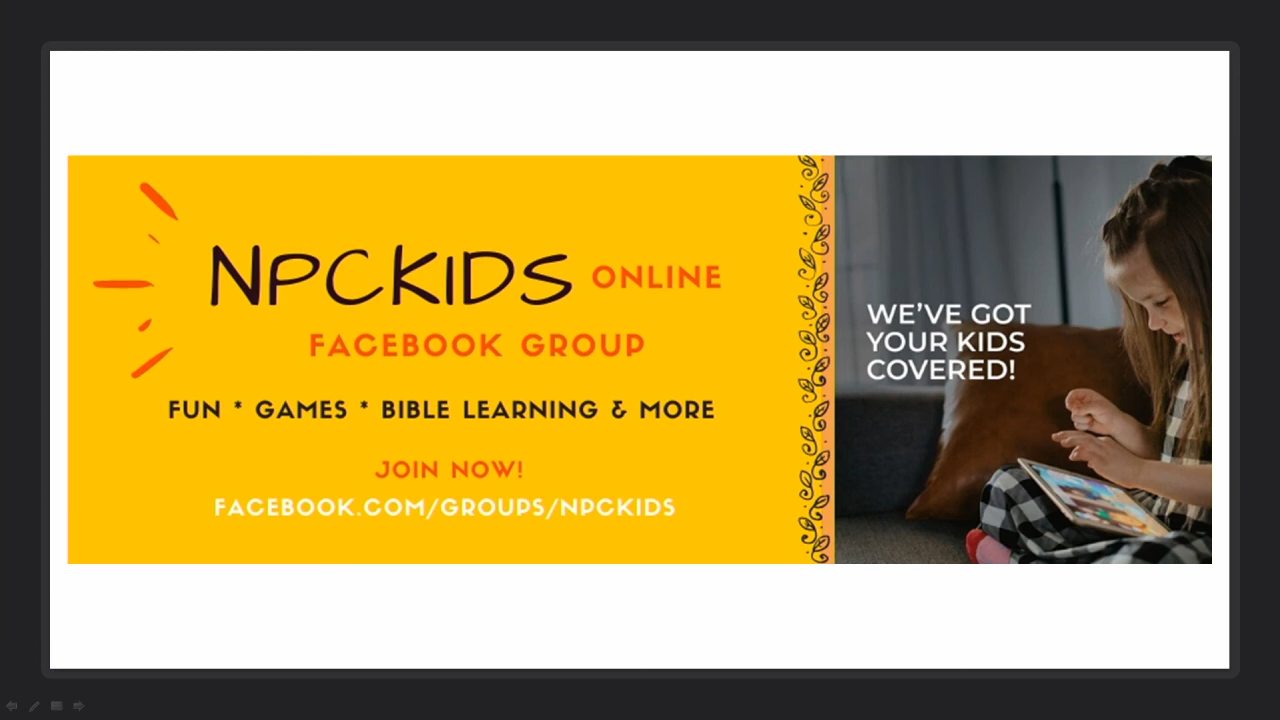 NPCKIDS ONLINE
FACEBOOK GROUP
FUN * GAMES * BIBLE LEARNING & MORE
JOIN NOW!
FACEBOOK.COM/GROUPS/NPCKIDS
WE'VE GOT
YOUR KIDS
COVERED!